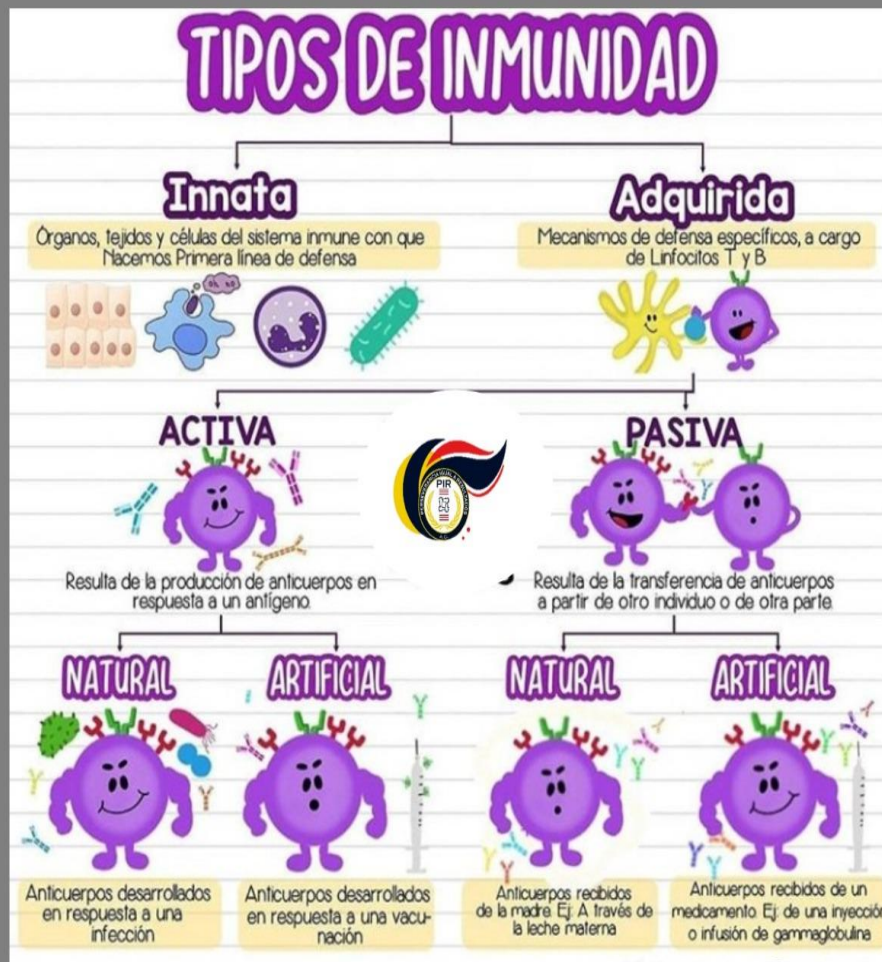 TIPOS DE INMUNIDAD
Innata
Órganos, tejidos y células del sistema inmune con que
Nacemos Primera línea de defensa
oh, no
Adquirida
Mecanismos de defensa específicos, a cargo
de Linfocitos T y B
ACTIVA
Resulta de la producción de anticuerpos en
respuesta a un antígeno.
PIR
PASIVA
Resulta de la transferencia de anticuerpos
a partir de otro individuo o de otra parte.
NATURAL
Anticuerpos desarrollados
en respuesta a una
infección
ARTIFICIAL
Anticuerpos desarrollados
en respuesta a una vacu-
nación
NATURAL
Anticuerpos recibidos
de la madre. Ej: A través de
la leche materna
ARTIFICIAL
Anticuerpos recibidos de un
medicamento. Ej: de una inyección
o infusión de gammaglobulina